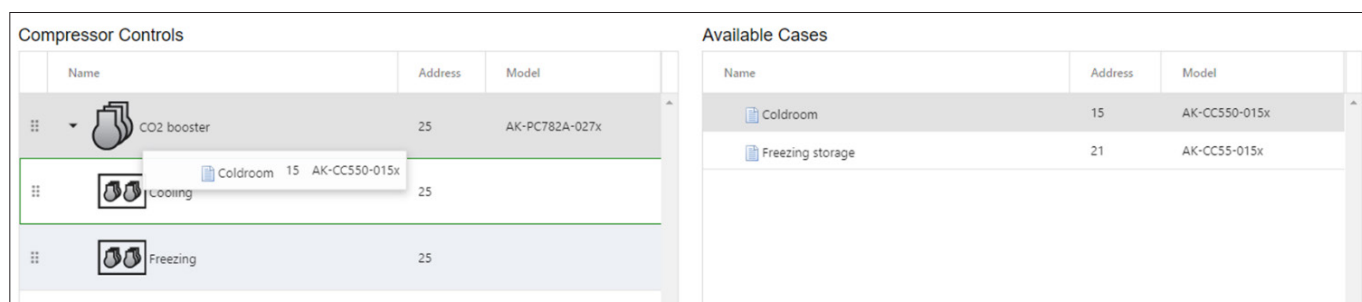 Compressor Controls
Name Address Model
CO2 booster 25 AK-PC782A-027x
Coldroom 15 AK-CC550-015x
Cooling 25
Freezing 25
Available Cases
Name Address Model
Coldroom 15 AK-CC550-015x
Freezing storage 21 AK-CC55-015x